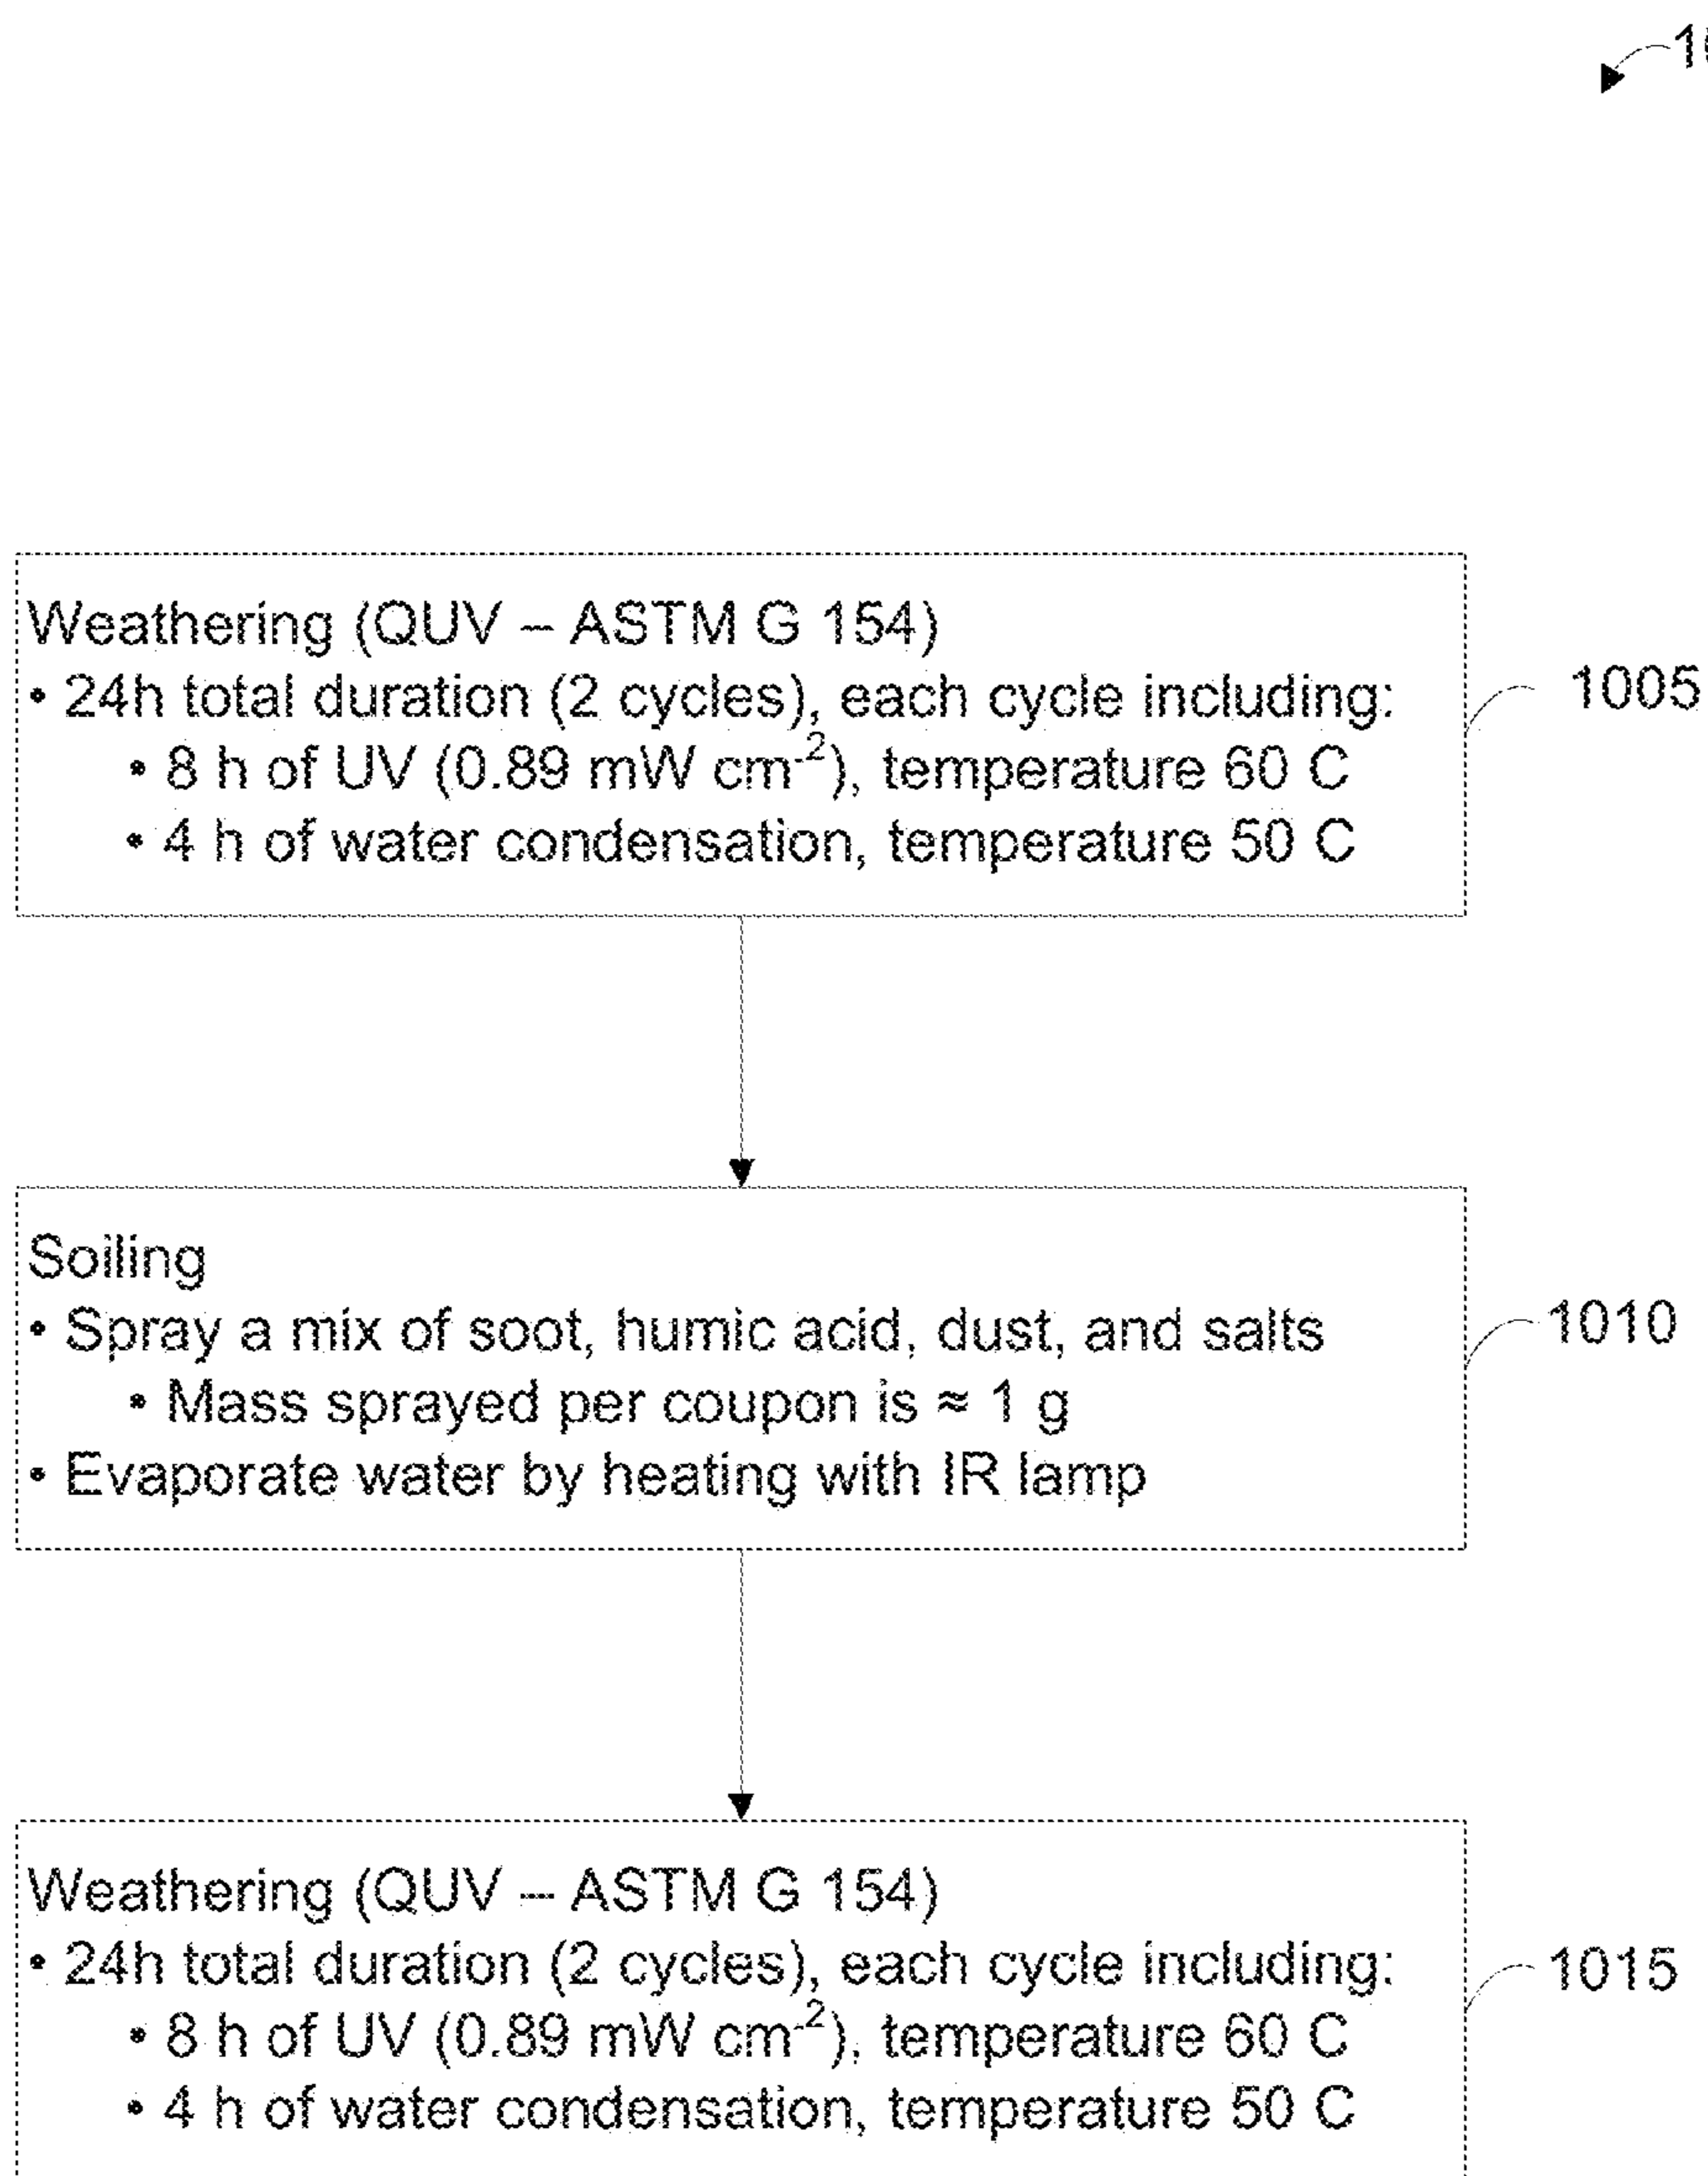 Weathering (QUV – ASTM G 154)
• 24h total duration (2 cycles), each cycle including:
1005
• 8 h of UV (0.89 mW cm⁻²), temperature 60 C
• 4 h of water condensation, temperature 50 C
Soiling
• Spray a mix of soot, humic acid, dust, and salts
1010
• Mass sprayed per coupon is ≈ 1 g
• Evaporate water by heating with IR lamp
Weathering (QUV – ASTM G 154)
• 24h total duration (2 cycles), each cycle including:
1015
• 8 h of UV (0.89 mW cm⁻²), temperature 60 C
• 4 h of water condensation, temperature 50 C